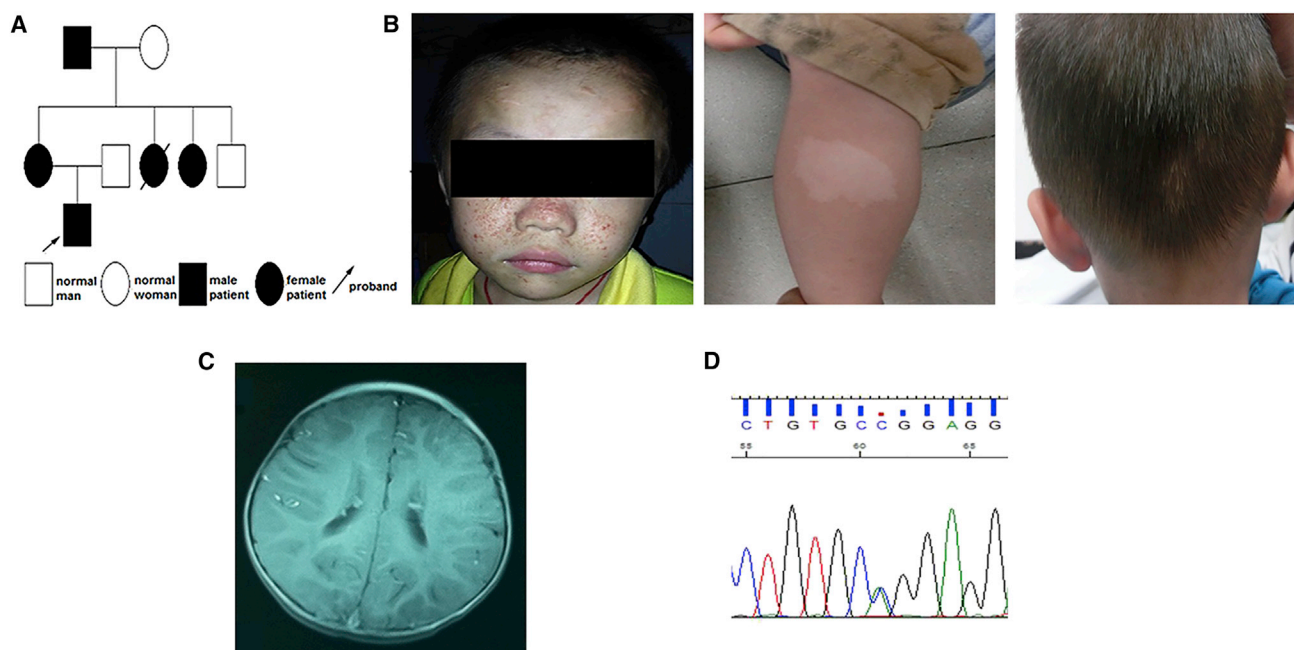 A
B
normal
man
normal
woman
male
patient
female
patient
proband
C
D
C T G T G C C G G A G G
55 60 65